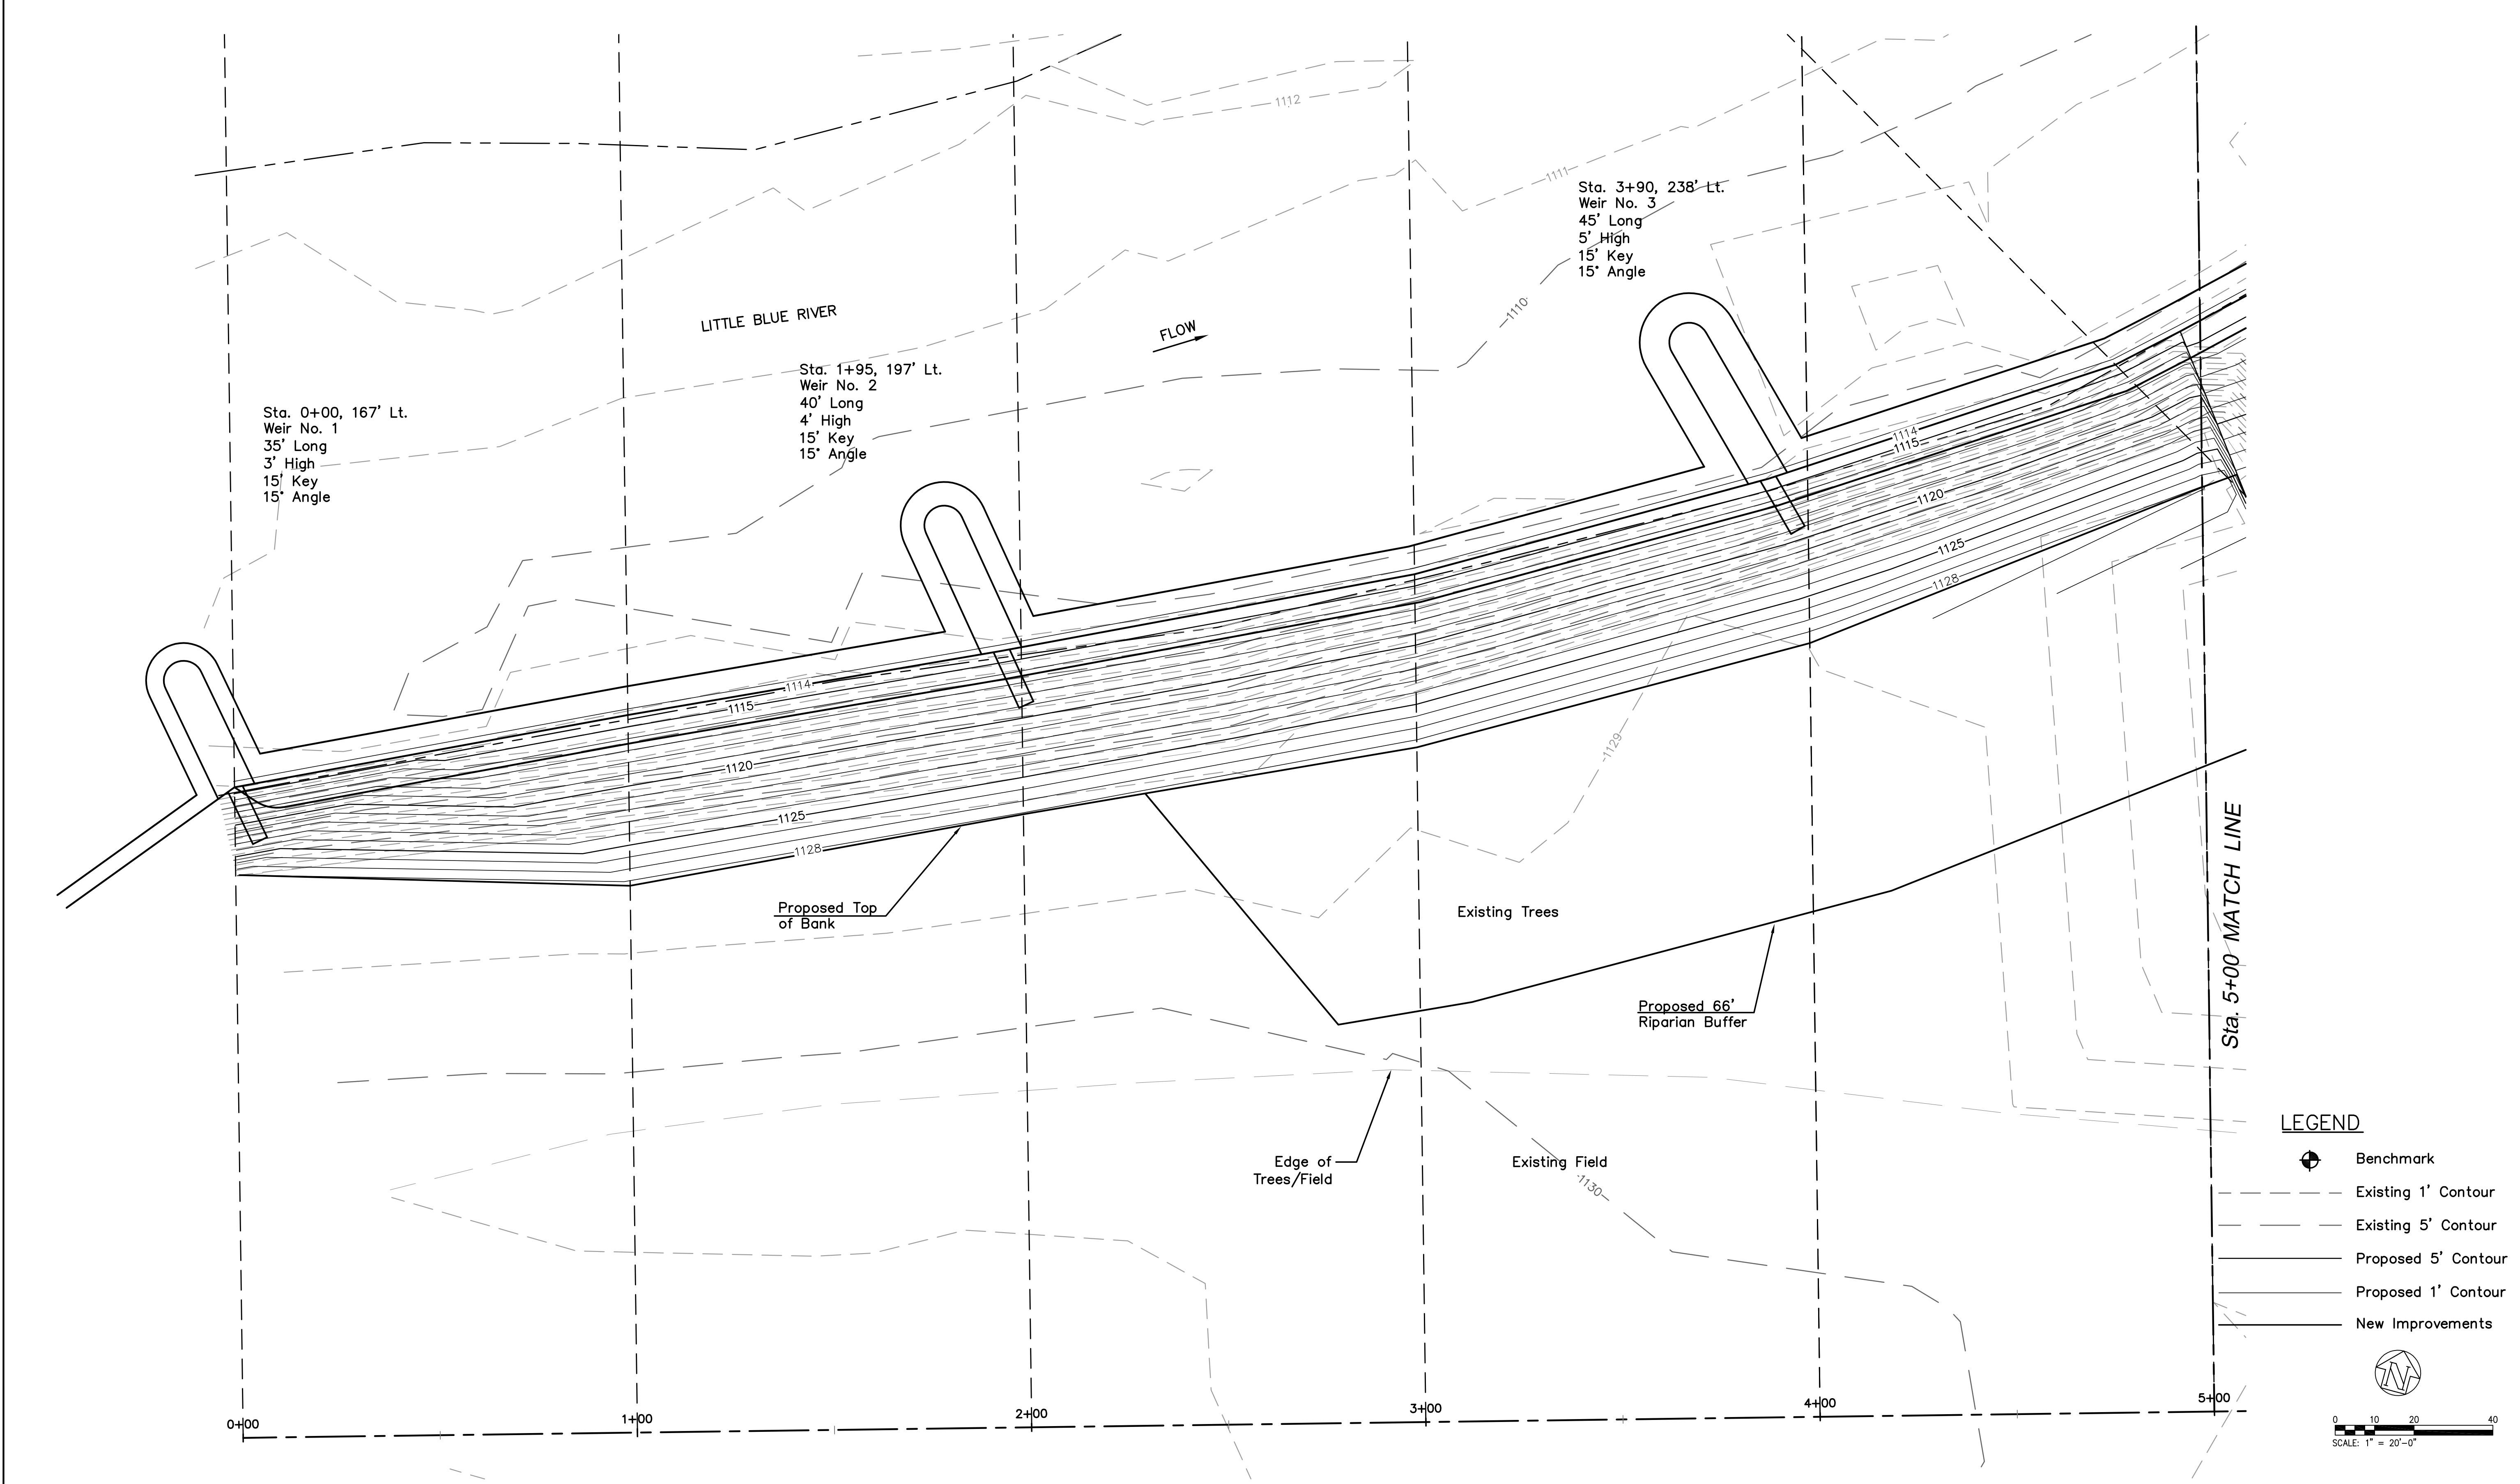 1112
1111
Sta. 3+90, 238' Lt.
Weir No. 3
45' Long
5' High
15' Key
15° Angle
1110
LITTLE BLUE RIVER
FLOW
Sta. 1+95, 197' Lt.
Weir No. 2
40' Long
4' High
15' Key
15° Angle
Sta. 0+00, 167' Lt.
Weir No. 1
35' Long
3' High
15' Key
15° Angle
1114
1115
1120
1125
1128
1114
1115
1120
1125
1128
1129
Proposed Top
of Bank
Existing Trees
Proposed 66'
Riparian Buffer
Edge of
Trees/Field
Existing Field
1130
Sta. 5+00 MATCH LINE
LEGEND
Benchmark
Existing 1' Contour
Existing 5' Contour
Proposed 5' Contour
Proposed 1' Contour
New Improvements
N
0+00
1+00
2+00
3+00
4+00
5+00
0 10 20 40
SCALE: 1" = 20'-0"